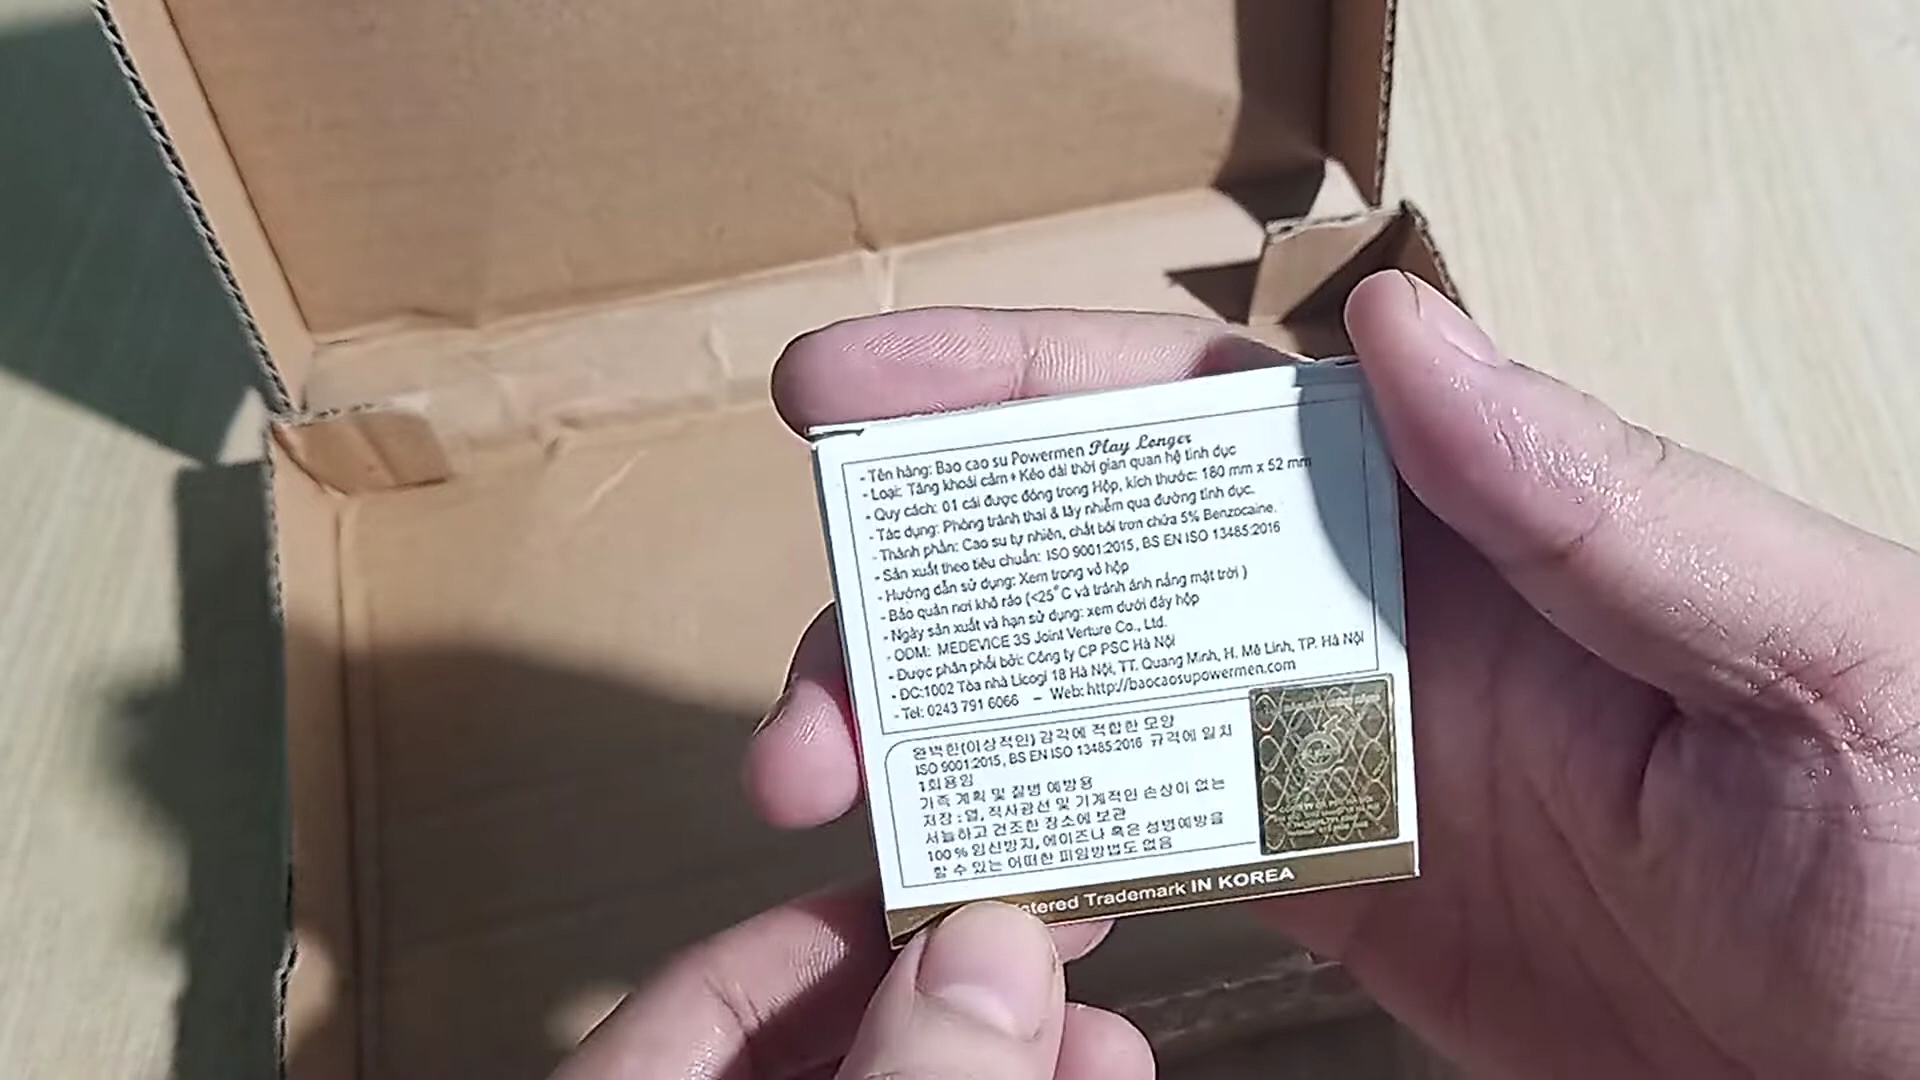 - Tên hàng: Bao cao su Powermen Play Longer
- Loại: Tăng khoái cảm + Kéo dài thời gian quan hệ tình dục
- Quy cách: 01 cái được đóng trong Hộp, kích thước: 180 mm x 52 mm
- Tác dụng: Phòng tránh thai & lây nhiễm qua đường tình dục.
- Thành phần: Cao su tự nhiên, chất bôi trơn chứa 5% Benzocaine.
- Sản xuất theo tiêu chuẩn: ISO 9001:2015, BS EN ISO 13485:2016
- Hướng dẫn sử dụng: Xem trong vỏ hộp
- Bảo quản nơi khô ráo (<25°C và tránh ánh nắng mặt trời )
- Ngày sản xuất và hạn sử dụng: xem dưới đáy hộp
- ODM: MEDEVICE 3S Joint Verture Co., Ltd.
- Được phân phối bởi: Công ty CP PSC Hà Nội
- ĐC:1002 Tòa nhà Licogi 18 Hà Nội, TT. Quang Minh, H. Mê Linh, TP. Hà Nội
- Tel: 0243 791 6066 – Web: http://baocaosupowermen.com
완벽한(이상적인) 감각에 적합한 모양
ISO 9001:2015, BS EN ISO 13485:2016 규격에 일치
1회용임
가족 계획 및 질병 예방용
저장 : 열, 직사광선 및 기계적인 손상이 없는
서늘하고 건조한 장소에 보관
100 % 임신방지, 에이즈나 혹은 성병예방을
할 수 있는 어떠한 피임방법도 없음
stered Trademark IN KOREA